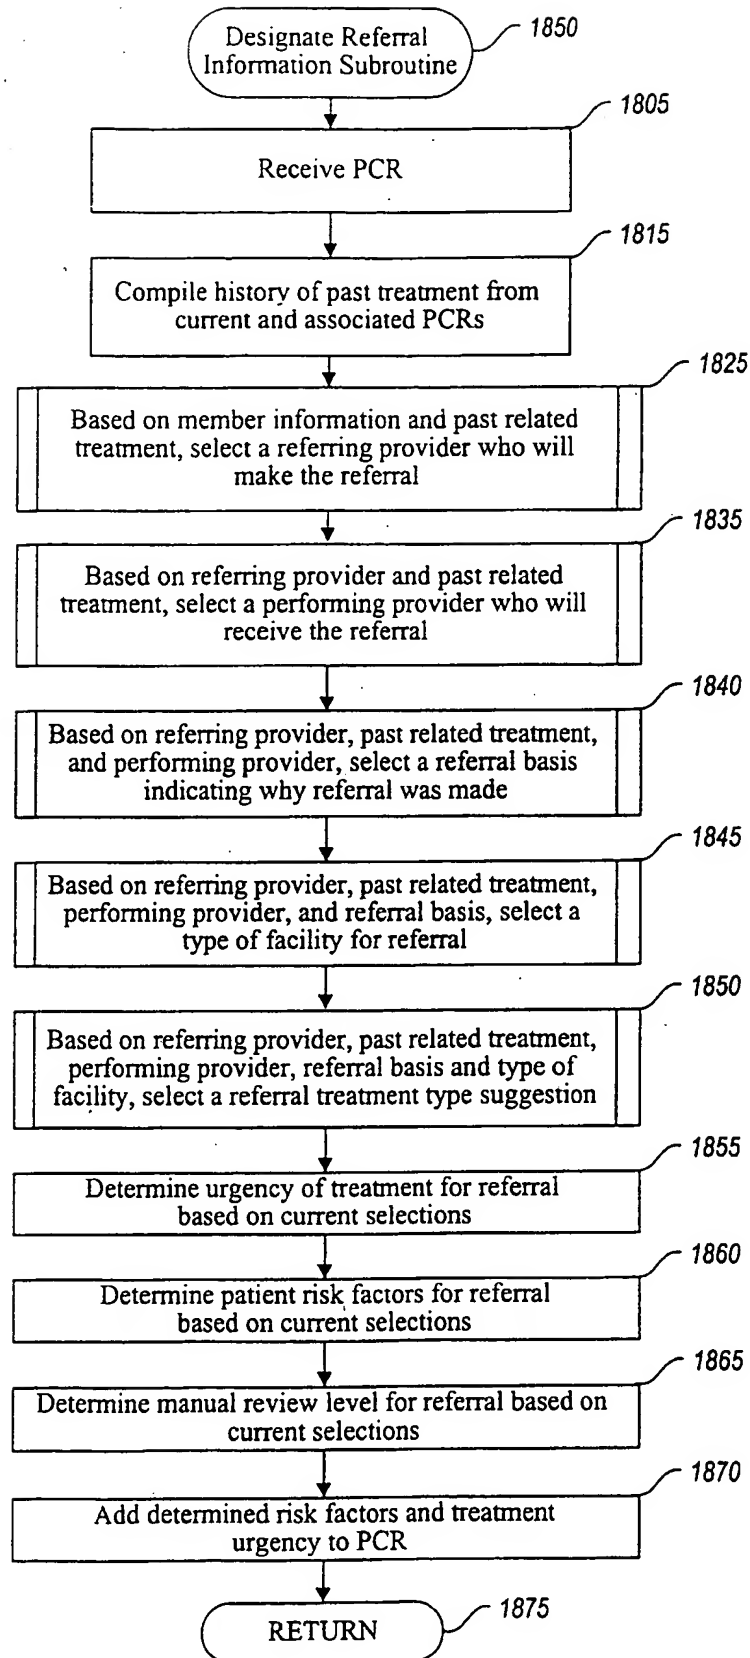 Designate Referral
Information Subroutine
1850
1805
Receive PCR
1815
Compile history of past treatment from
current and associated PCRs
1825
Based on member information and past related
treatment, select a referring provider who will
make the referral
1835
Based on referring provider and past related
treatment, select a performing provider who will
receive the referral
1840
Based on referring provider, past related treatment,
and performing provider, select a referral basis
indicating why referral was made
1845
Based on referring provider, past related treatment,
performing provider, and referral basis, select a
type of facility for referral
1850
Based on referring provider, past related treatment,
performing provider, referral basis and type of
facility, select a referral treatment type suggestion
1855
Determine urgency of treatment for referral
based on current selections
1860
Determine patient risk factors for referral
based on current selections
1865
Determine manual review level for referral based on
current selections
1870
Add determined risk factors and treatment
urgency to PCR
1875
RETURN